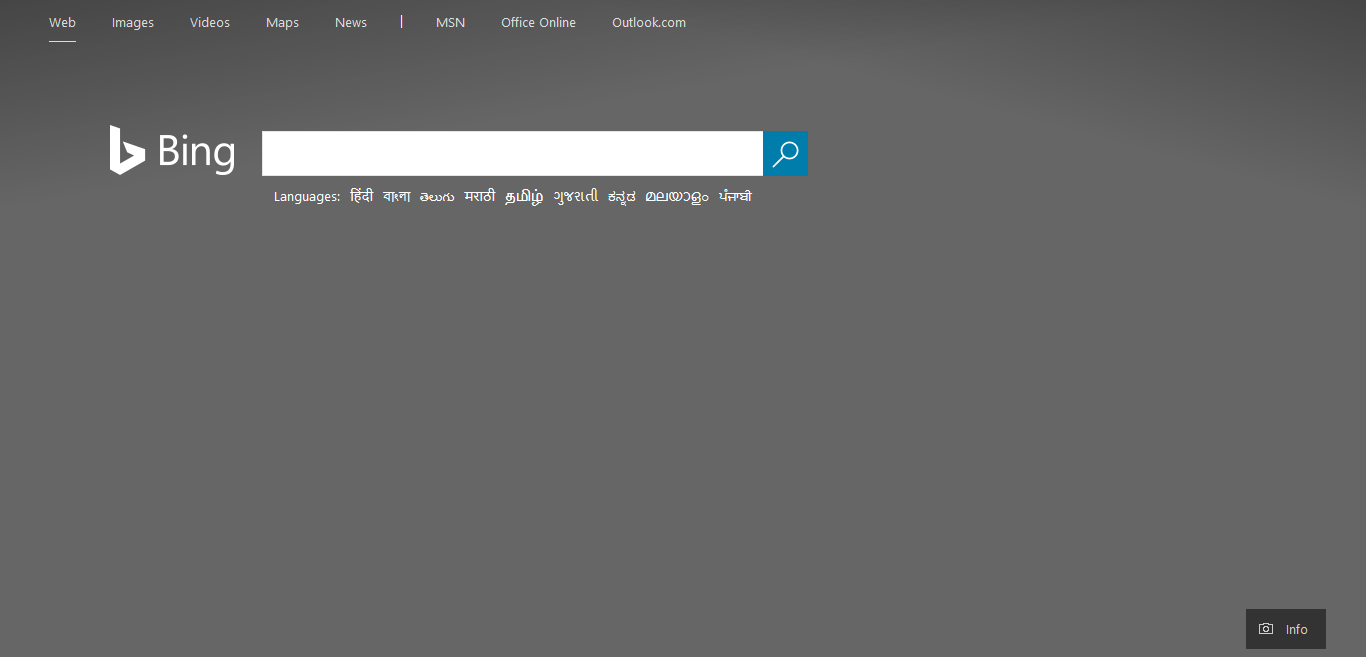 Web Images Videos Maps News | MSN Office Online Outlook.com
Bing
Languages: हिंदी বাংলা తెలుగు मराठी தமிழ் ગુજરાતી ಕನ್ನಡ മലയാളം ਪੰਜਾਬੀ
Info